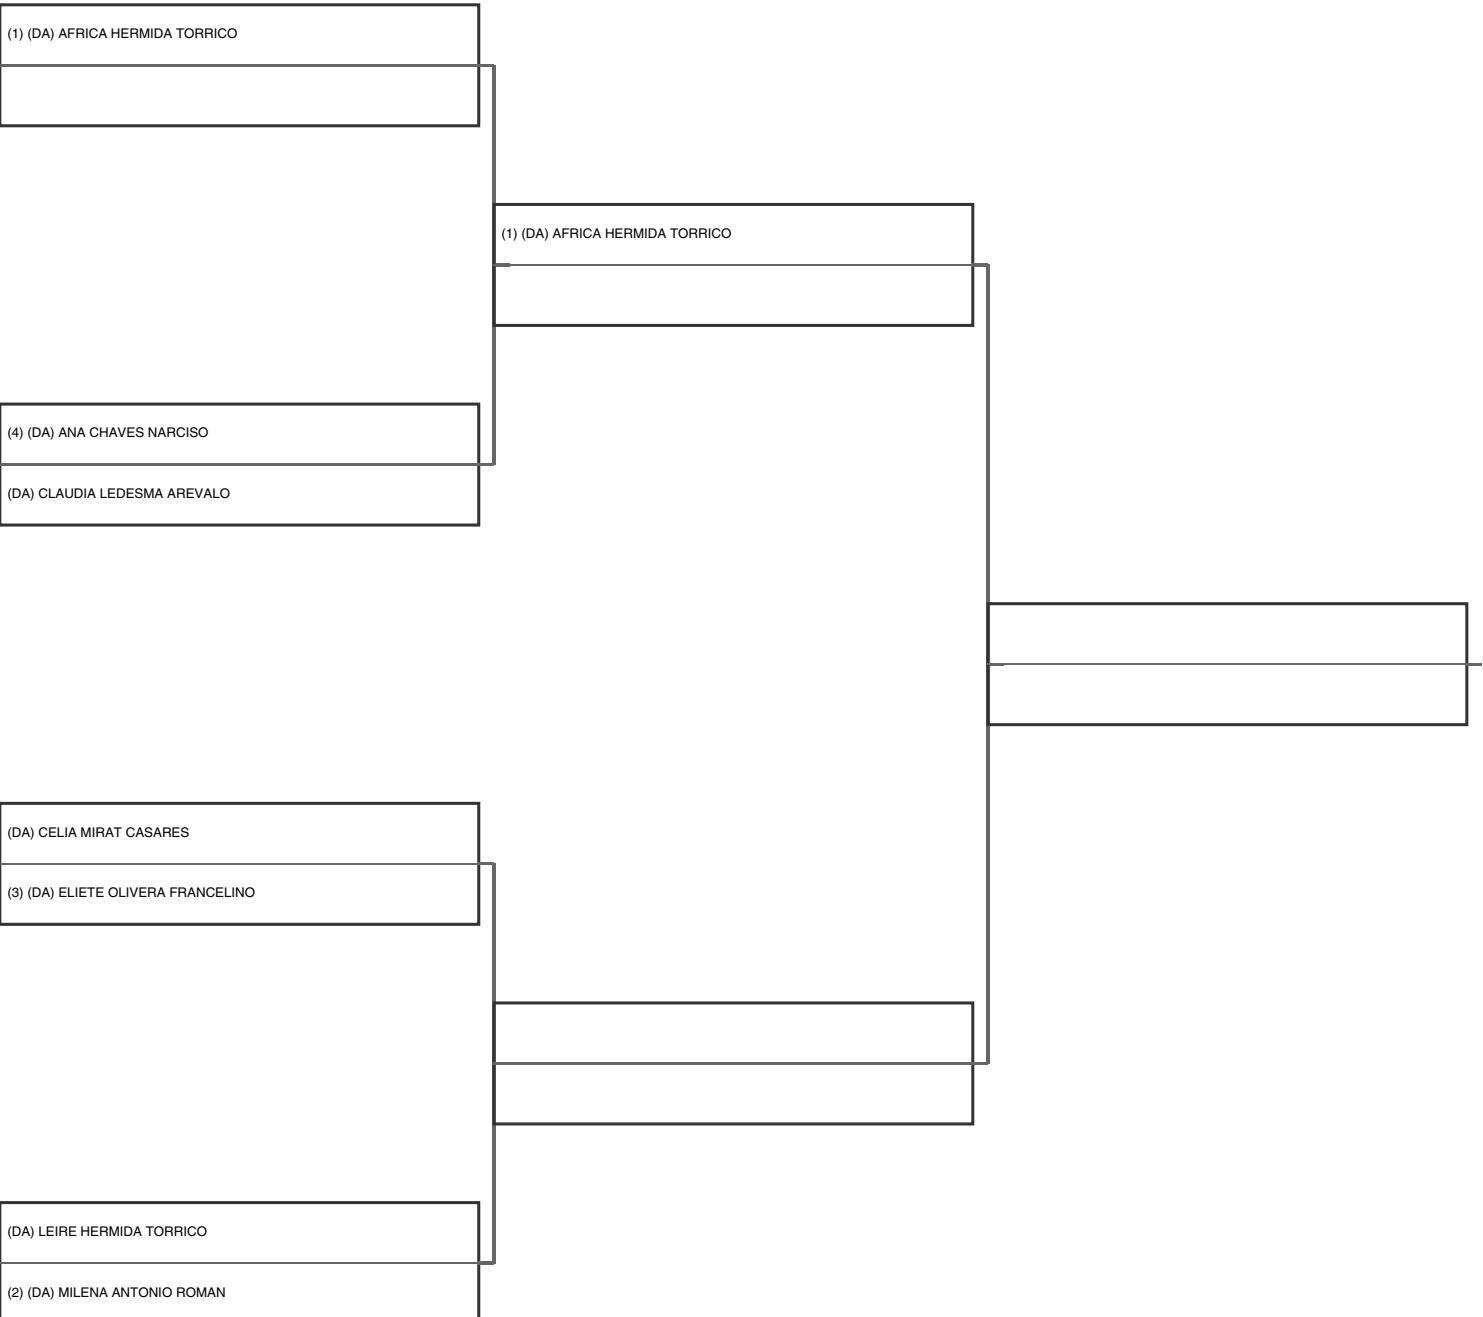 (1) (DA) AFRICA HERMIDA TORRICO
(1) (DA) AFRICA HERMIDA TORRICO
(4) (DA) ANA CHAVES NARCISO
(DA) CLAUDIA LEDESMA AREVALO
(DA) CELIA MIRAT CASARES
(3) (DA) ELIETE OLIVERA FRANCELINO
(DA) LEIRE HERMIDA TORRICO
(2) (DA) MILENA ANTONIO ROMAN